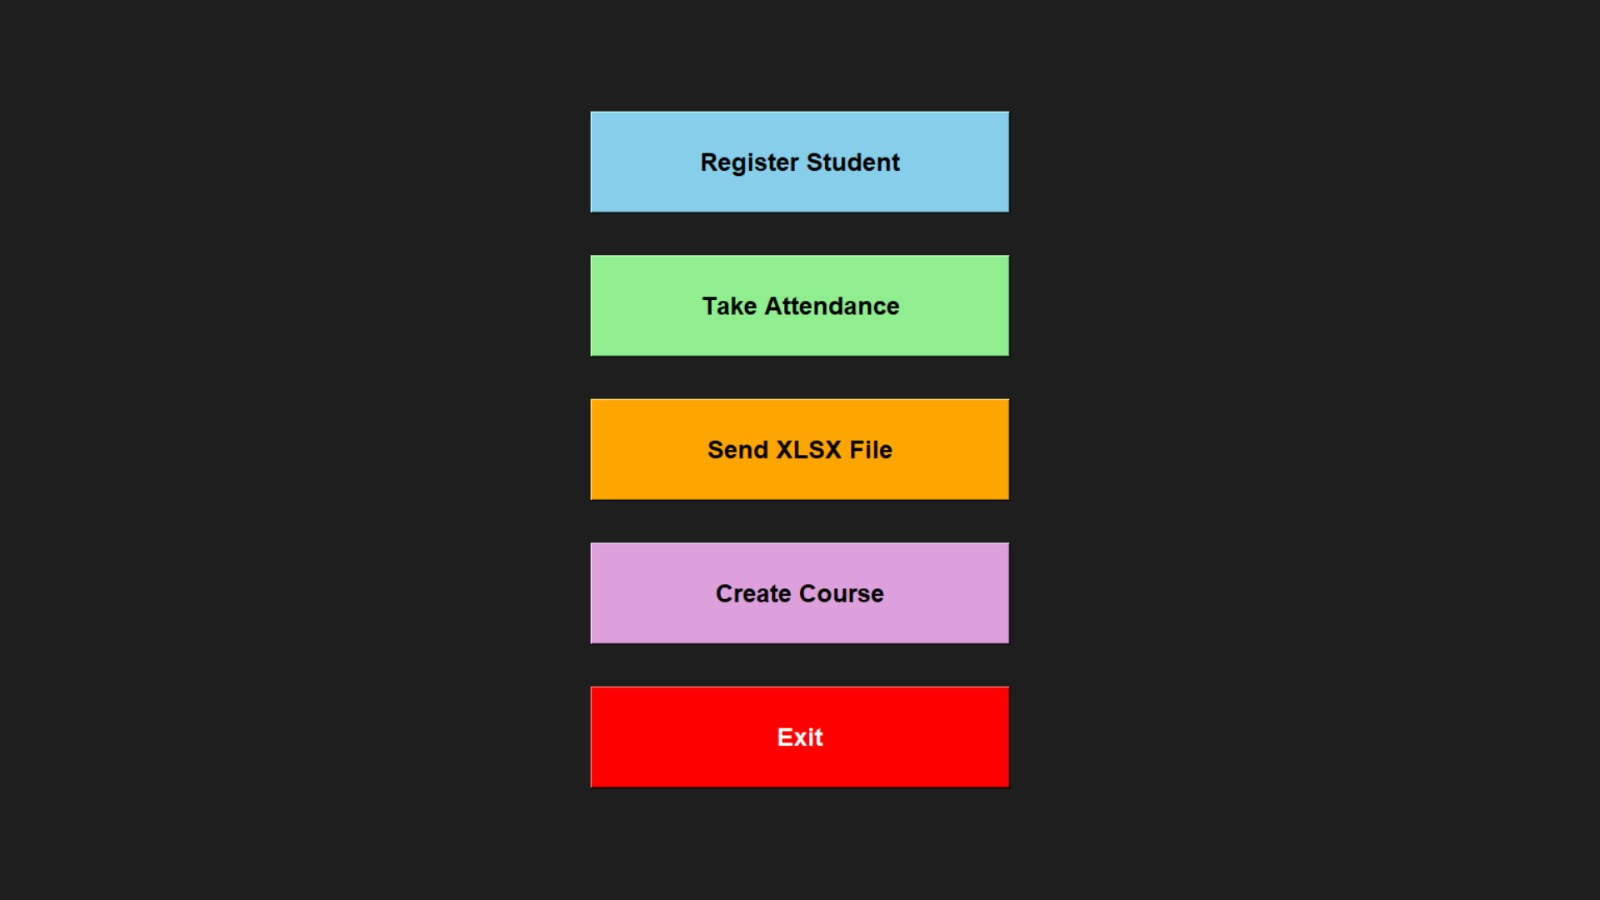 Register Student
Take Attendance
Send XLSX File
Create Course
Exit